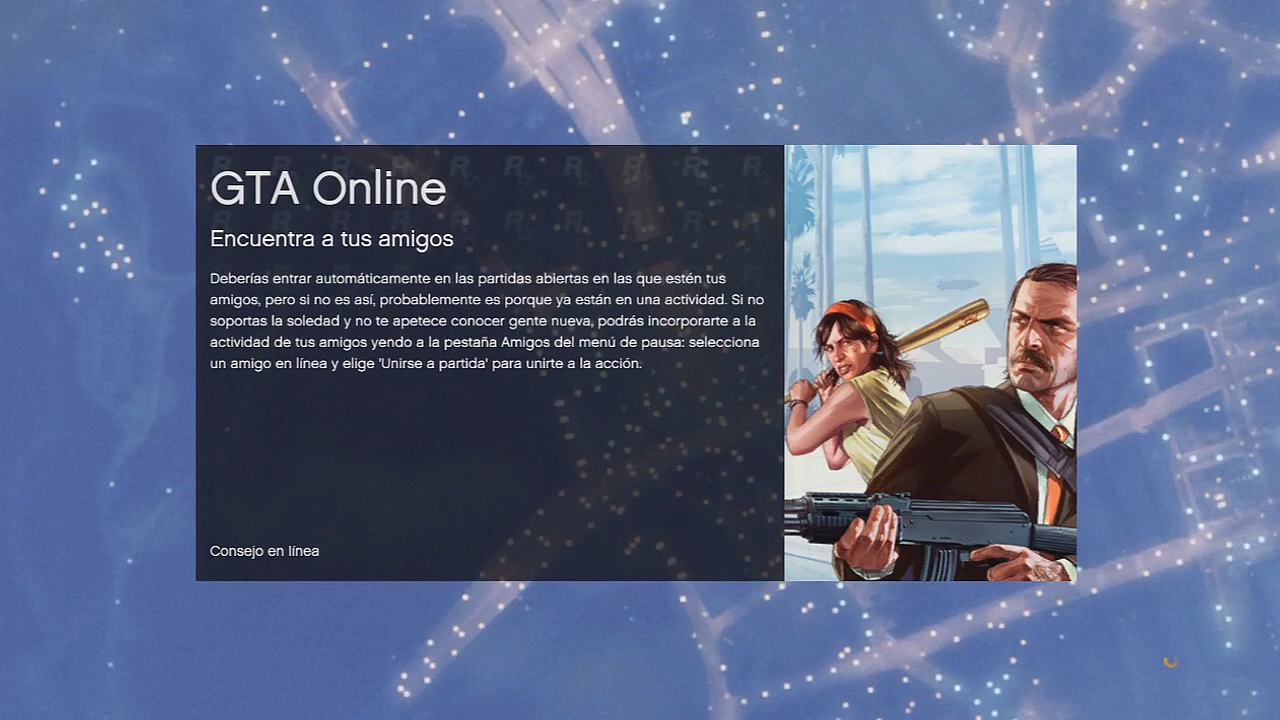 GTA Online
Encuentra a tus amigos
Deberías entrar automáticamente en las partidas abiertas en las que estén tus
amigos, pero si no es así, probablemente es porque ya están en una actividad. Si no
soportas la soledad y no te apetece conocer gente nueva, podrás incorporarte a la
actividad de tus amigos yendo a la pestaña Amigos del menú de pausa: selecciona
un amigo en línea y elige 'Unirse a partida' para unirte a la acción.
Consejo en línea